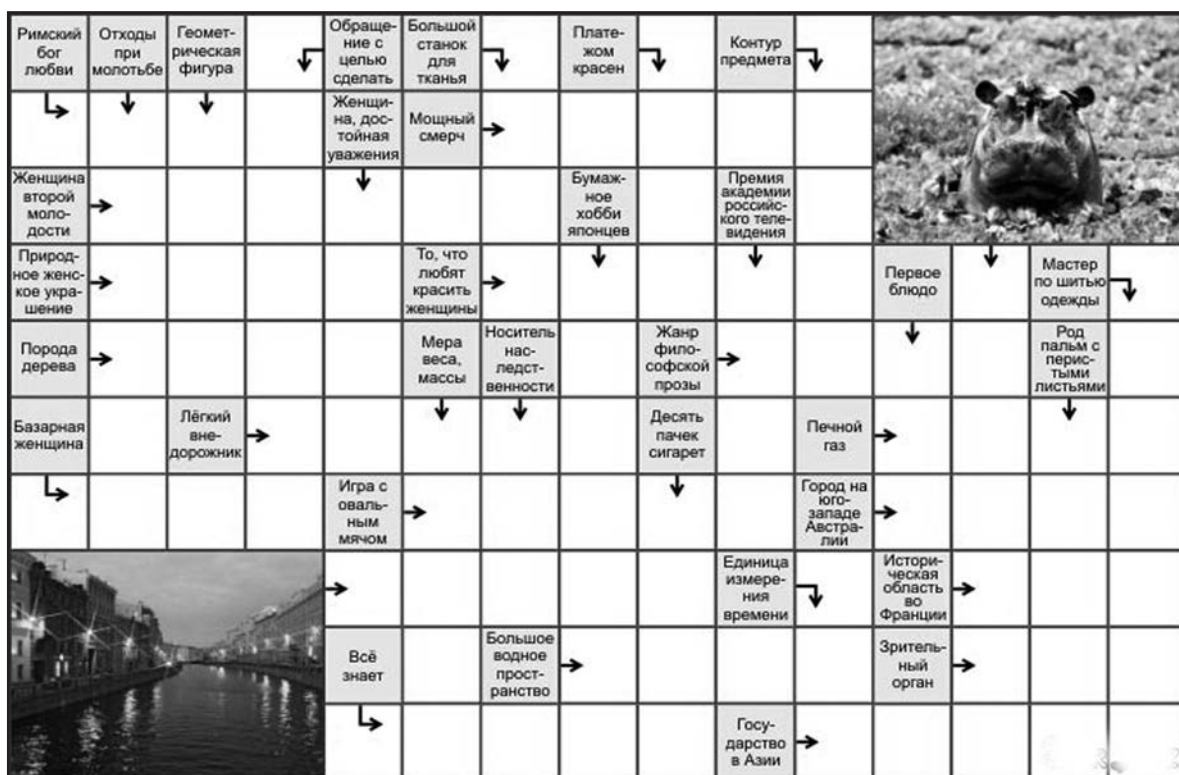 Римский
бог
любви
Отходы
при
молотьбе
Геомет-
рическая
фигура
Обраще-
ние с
целью
сделать
Большой
станок
для
тканья
Плате-
жом
красен
Контур
предмета
Женщи-
на, дос-
тойная
уважения
Мощный
смерч
Женщина
второй
моло-
дости
Бумаж-
ное
хобби
японцев
Премия
академии
российс-
кого теле-
видения
Природ-
ное женс-
кое укра-
шение
То, что
любят
красить
женщины
Первое
блюдо
Мастер
по шитью
одежды
Порода
дерева
Мера
веса,
массы
Носитель
нас-
ледст-
венности
Жанр
фило-
софской
прозы
Род
пальм с
перис-
тыми
листьями
Базарная
женщина
Лёгкий
вне-
дорожник
Десять
пачек
сигарет
Печной
газ
Игра с
оваль-
ным
мячом
Город на
юго-
западе
Австра-
лии
Единица
измере-
ния
времени
Истори-
ческая
область
во
Франции
Всё
знает
Большое
водное
прост-
ранство
Зритель-
ный
орган
Госу-
дарство
в Азии